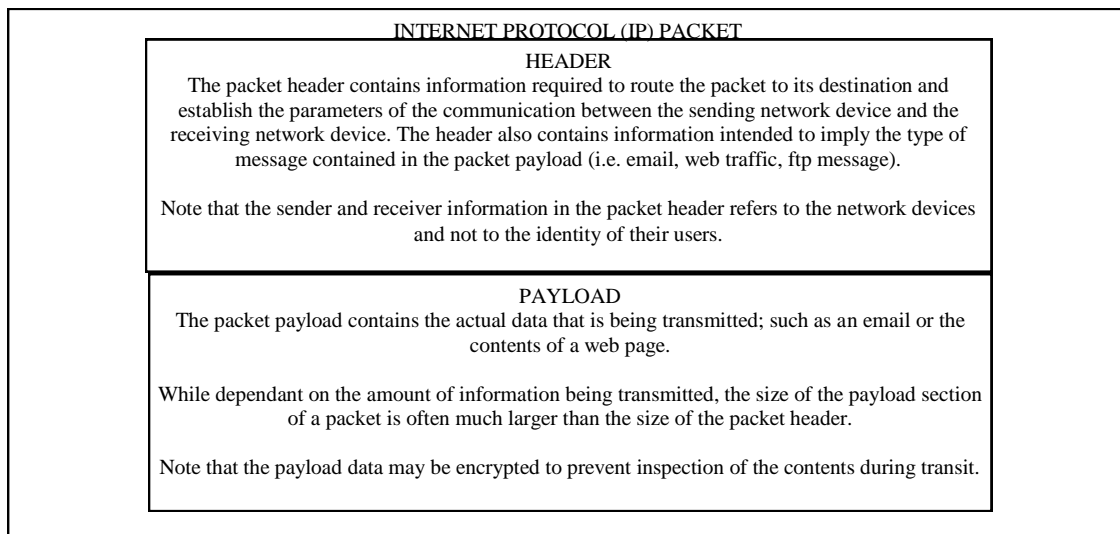 INTERNET PROTOCOL (IP) PACKET
HEADER
The packet header contains information required to route the packet to its destination and
establish the parameters of the communication between the sending network device and the
receiving network device. The header also contains information intended to imply the type of
message contained in the packet payload (i.e. email, web traffic, ftp message).
Note that the sender and receiver information in the packet header refers to the network devices
and not to the identity of their users.
PAYLOAD
The packet payload contains the actual data that is being transmitted; such as an email or the
contents of a web page.
While dependant on the amount of information being transmitted, the size of the payload section
of a packet is often much larger than the size of the packet header.
Note that the payload data may be encrypted to prevent inspection of the contents during transit.